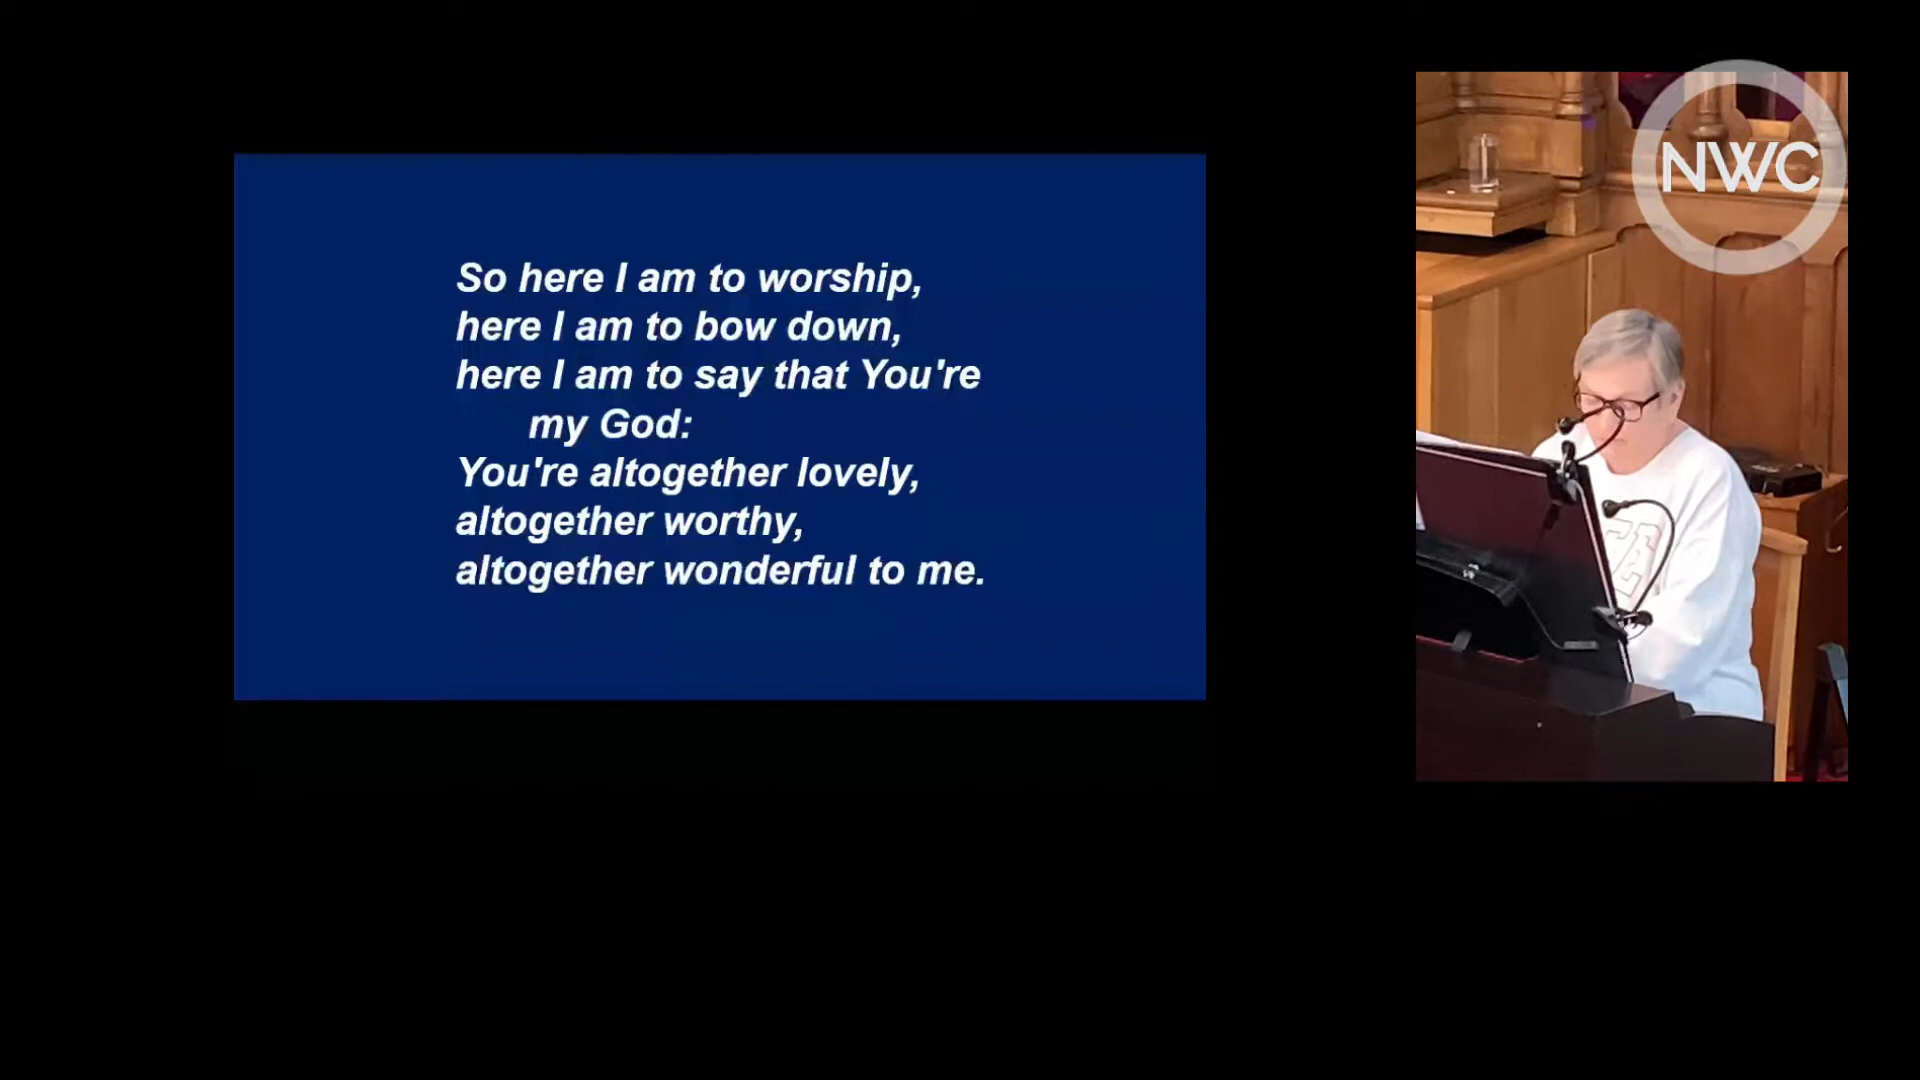 So here I am to worship,
here I am to bow down,
here I am to say that You're
my God:
You're altogether lovely,
altogether worthy,
altogether wonderful to me.
NWC